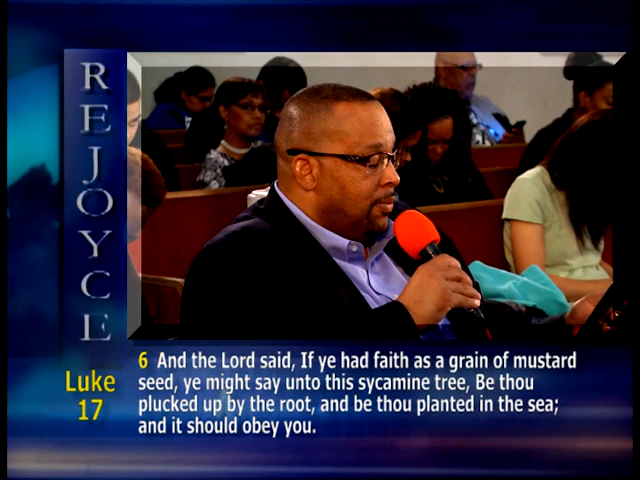 REJOYCE
Luke
17
6 And the Lord said, If ye had faith as a grain of mustard
seed, ye might say unto this sycamine tree, Be thou
plucked up by the root, and be thou planted in the sea;
and it should obey you.